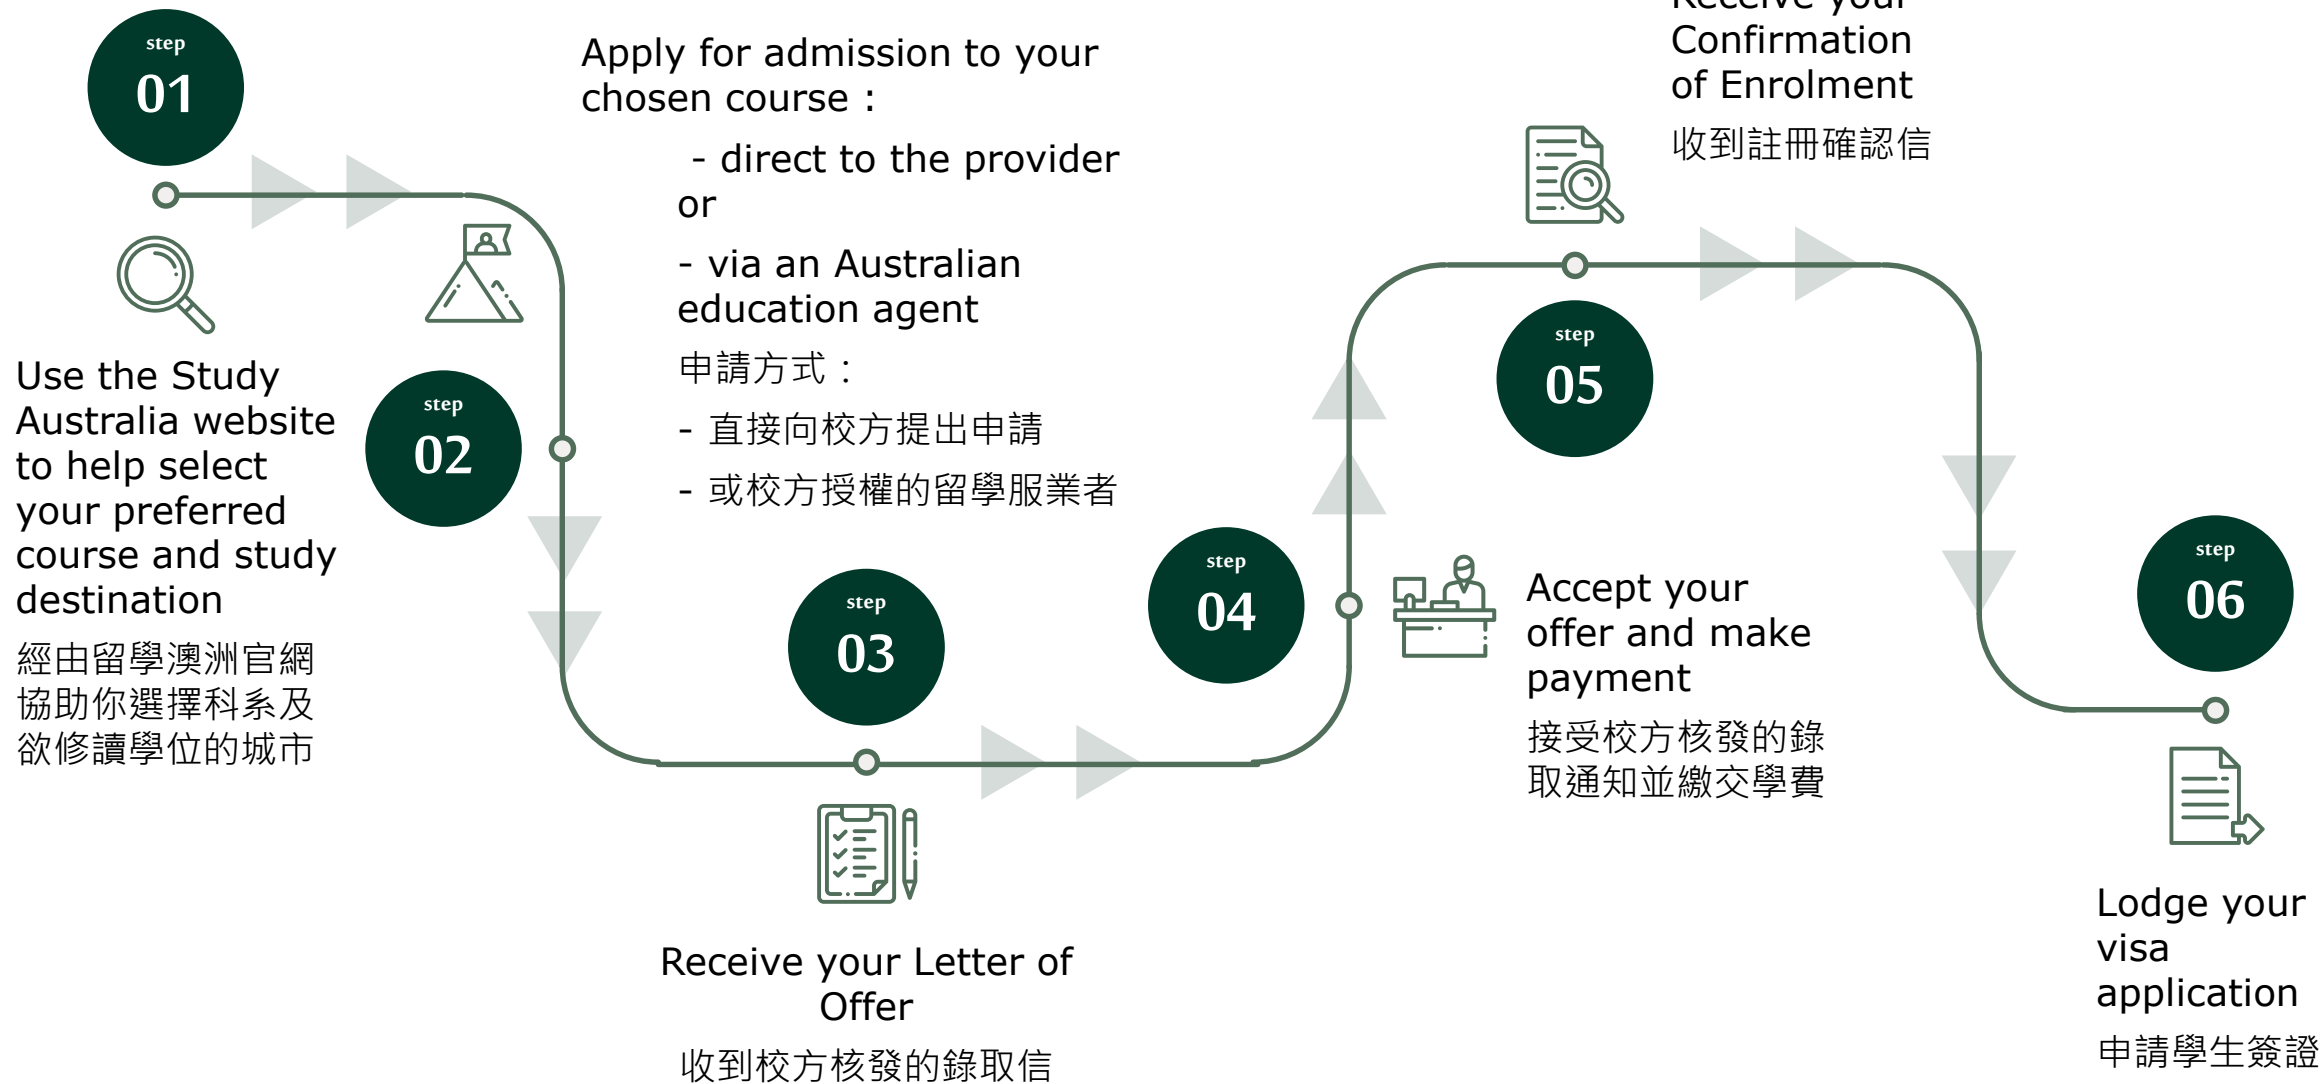 step
01
Use the Study
Australia website
to help select
your preferred
course and study
destination
經由留學澳洲官網
協助你選擇科系及
欲修讀學位的城市
step
02
Apply for admission to your
chosen course :
- direct to the provider
or
- via an Australian
education agent
申請方式：
- 直接向校方提出申請
- 或校方授權的留學服業者
step
03
Receive your Letter of
Offer
收到校方核發的錄取信
step
04
Accept your
offer and make
payment
接受校方核發的錄
取通知並繳交學費
step
05
Receive your
Confirmation
of Enrolment
收到註冊確認信
step
06
Lodge your
visa
application
申請學生簽證